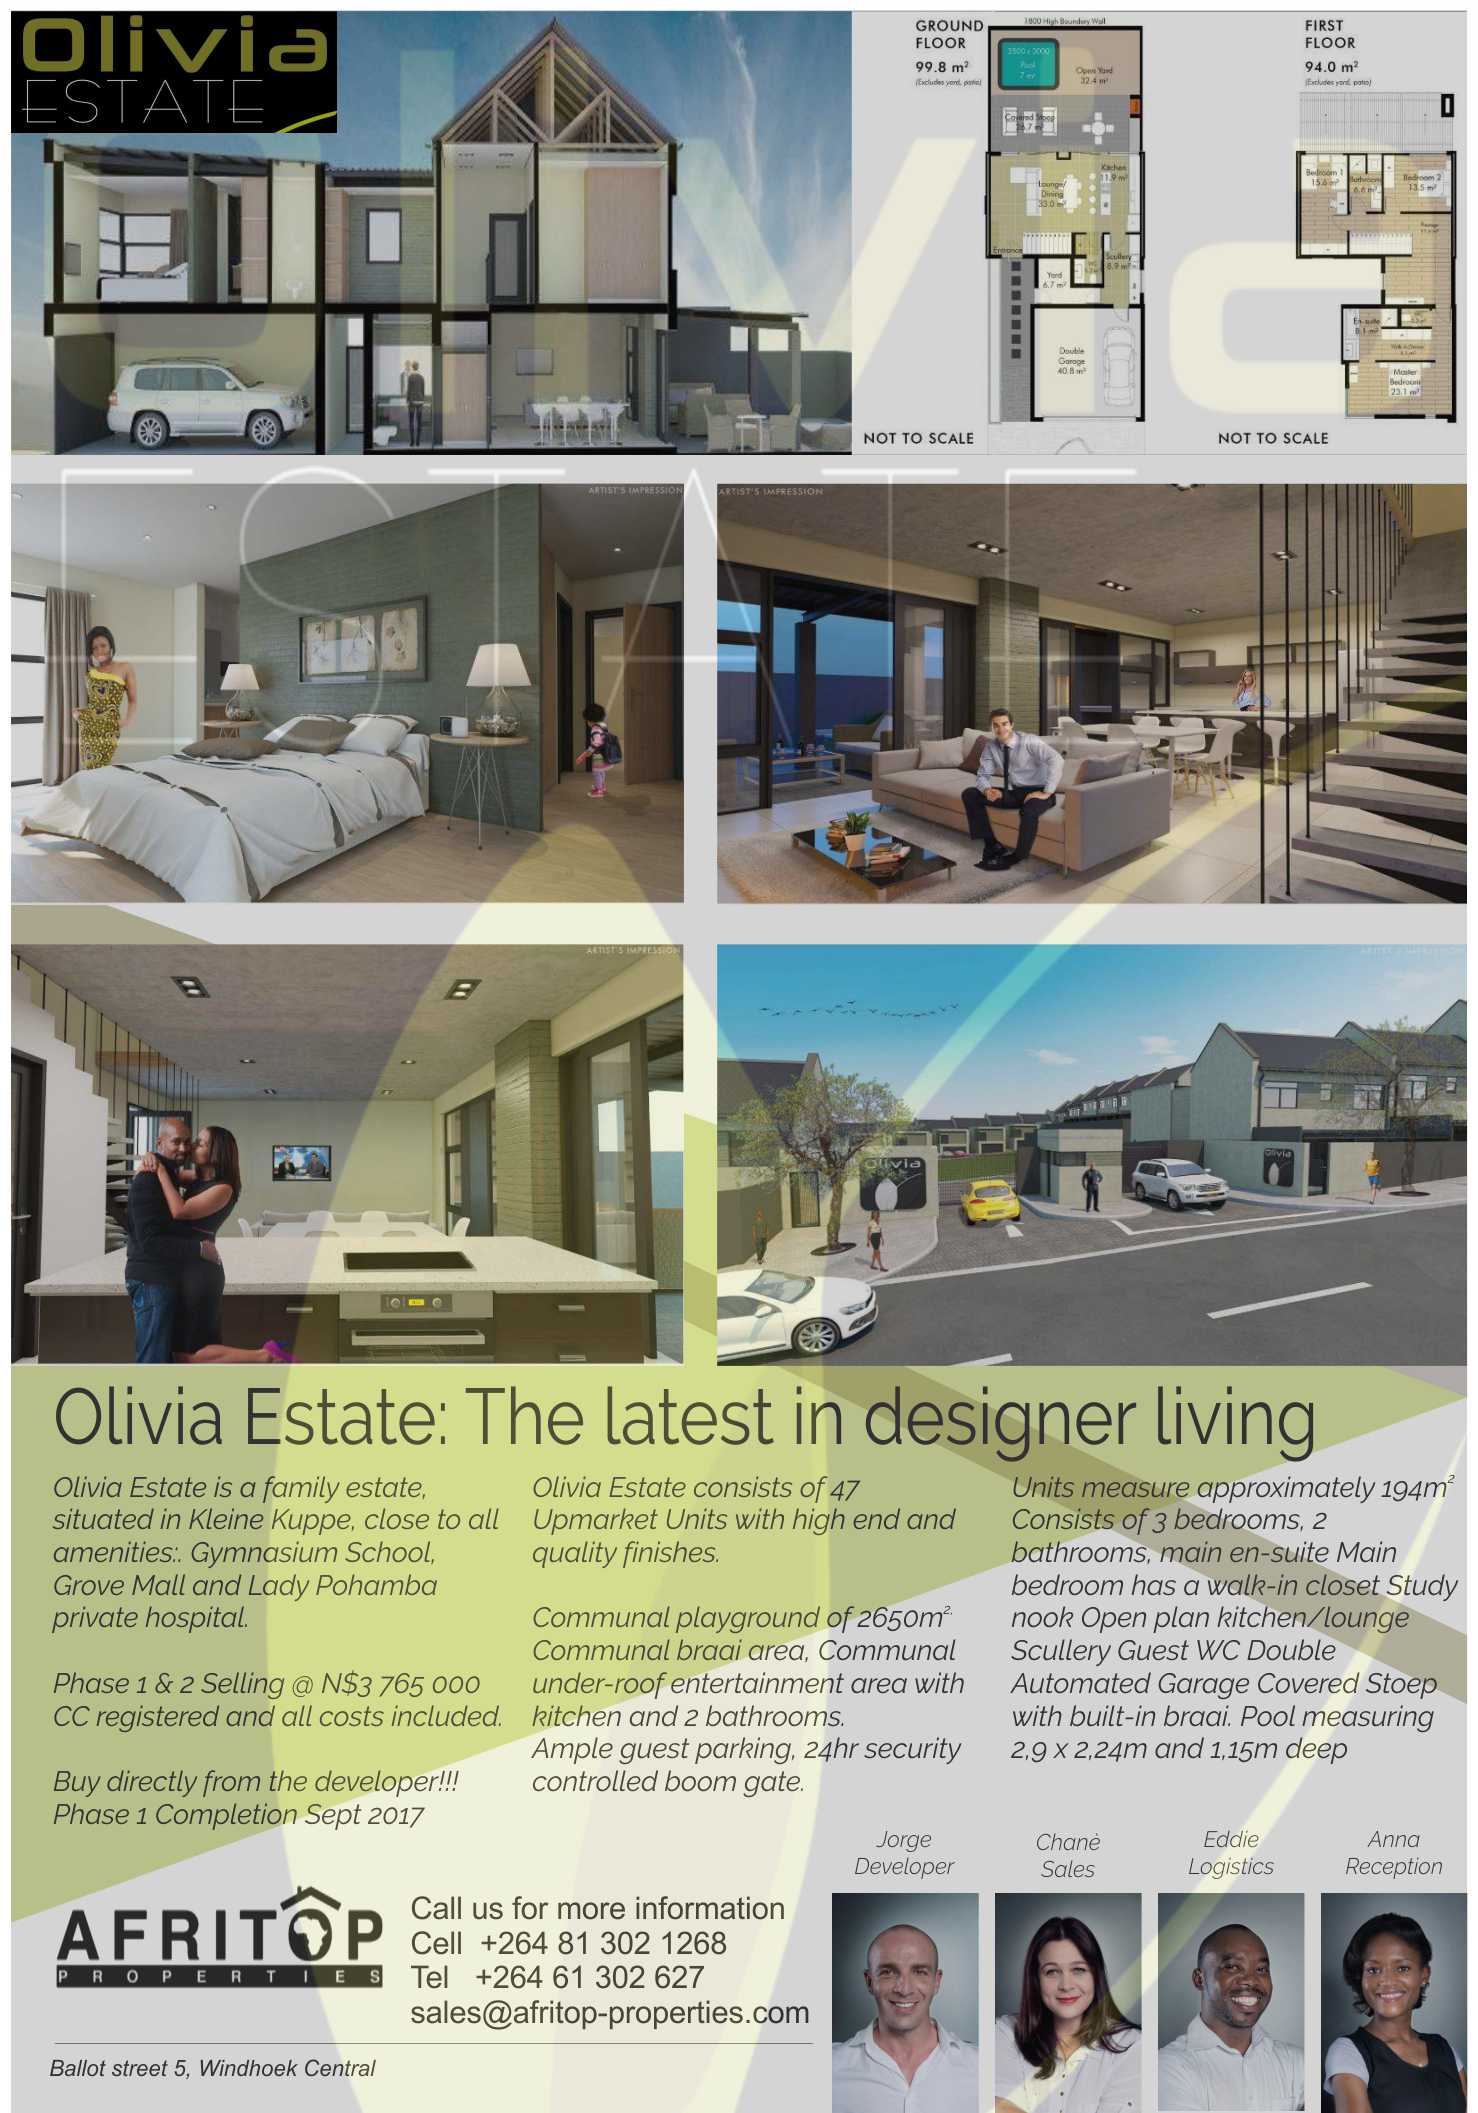 Olivia
ESTATE
GROUND
FLOOR
99.8 m²
(Excludes yard, patio)
1800 High Boundary Wall
Pool
7 m²
Open Yard
32.4 m²
Covered Stoep
Kitchen
11.9 m²
Lounge/
Dining
33.0 m²
Entrance
Scullery
8.9 m²
Yard
6.7 m²
Double
Garage
40.8 m²
NOT TO SCALE
FIRST
FLOOR
94.0 m²
(Excludes yard, patio)
Bedroom 1
15.6 m²
Bathroom
6.6 m²
Bedroom 2
13.5 m²
En-suite
8.1 m²
Master
Bedroom
23.1 m²
NOT TO SCALE
ARTIST'S IMPRESSION
ARTIST'S IMPRESSION
ARTIST'S IMPRESSION
ARTIST'S IMPRESSION
Olivia
Olivia
Olivia Estate: The latest in designer living
Olivia Estate is a family estate,
situated in Kleine Kuppe, close to all
amenities:. Gymnasium School,
Grove Mall and Lady Pohamba
private hospital.
Phase 1 & 2 Selling @ N$3 765 000
CC registered and all costs included.
Buy directly from the developer!!!
Phase 1 Completion Sept 2017
Olivia Estate consists of 47
Upmarket Units with high end and
quality finishes.
Communal playground of 2650m².
Communal braai area, Communal
under-roof entertainment area with
kitchen and 2 bathrooms.
Ample guest parking, 24hr security
controlled boom gate.
Units measure approximately 194m²
Consists of 3 bedrooms, 2
bathrooms, main en-suite Main
bedroom has a walk-in closet Study
nook Open plan kitchen/lounge
Scullery Guest WC Double
Automated Garage Covered Stoep
with built-in braai. Pool measuring
2,9 x 2,24m and 1,15m deep
Jorge
Developer
Chanè
Sales
Eddie
Logistics
Anna
Reception
AFRITOP
PROPERTIES
Call us for more information
Cell +264 81 302 1268
Tel +264 61 302 627
sales@afritop-properties.com
Ballot street 5, Windhoek Central